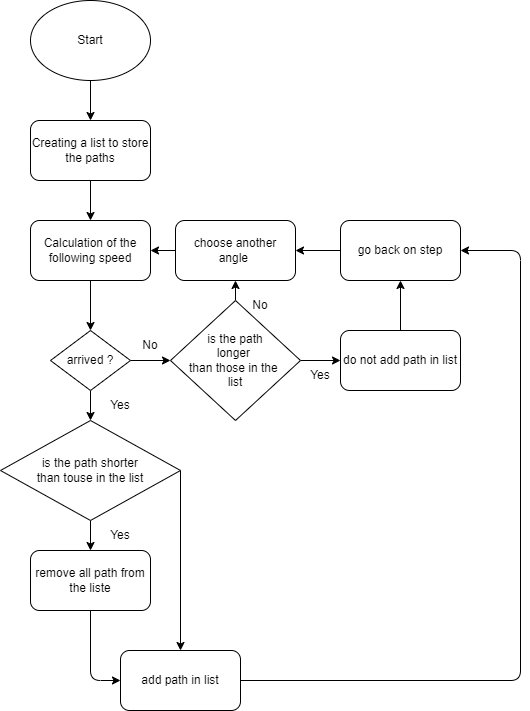 Start
Creating a list to store
the paths
Calculation of the
following speed
choose another
angle
go back on step
No
arrived ?
No
is the path
longer
than those in the
list
Yes
do not add path in list
Yes
is the path shorter
than touse in the list
Yes
remove all path from
the liste
add path in list